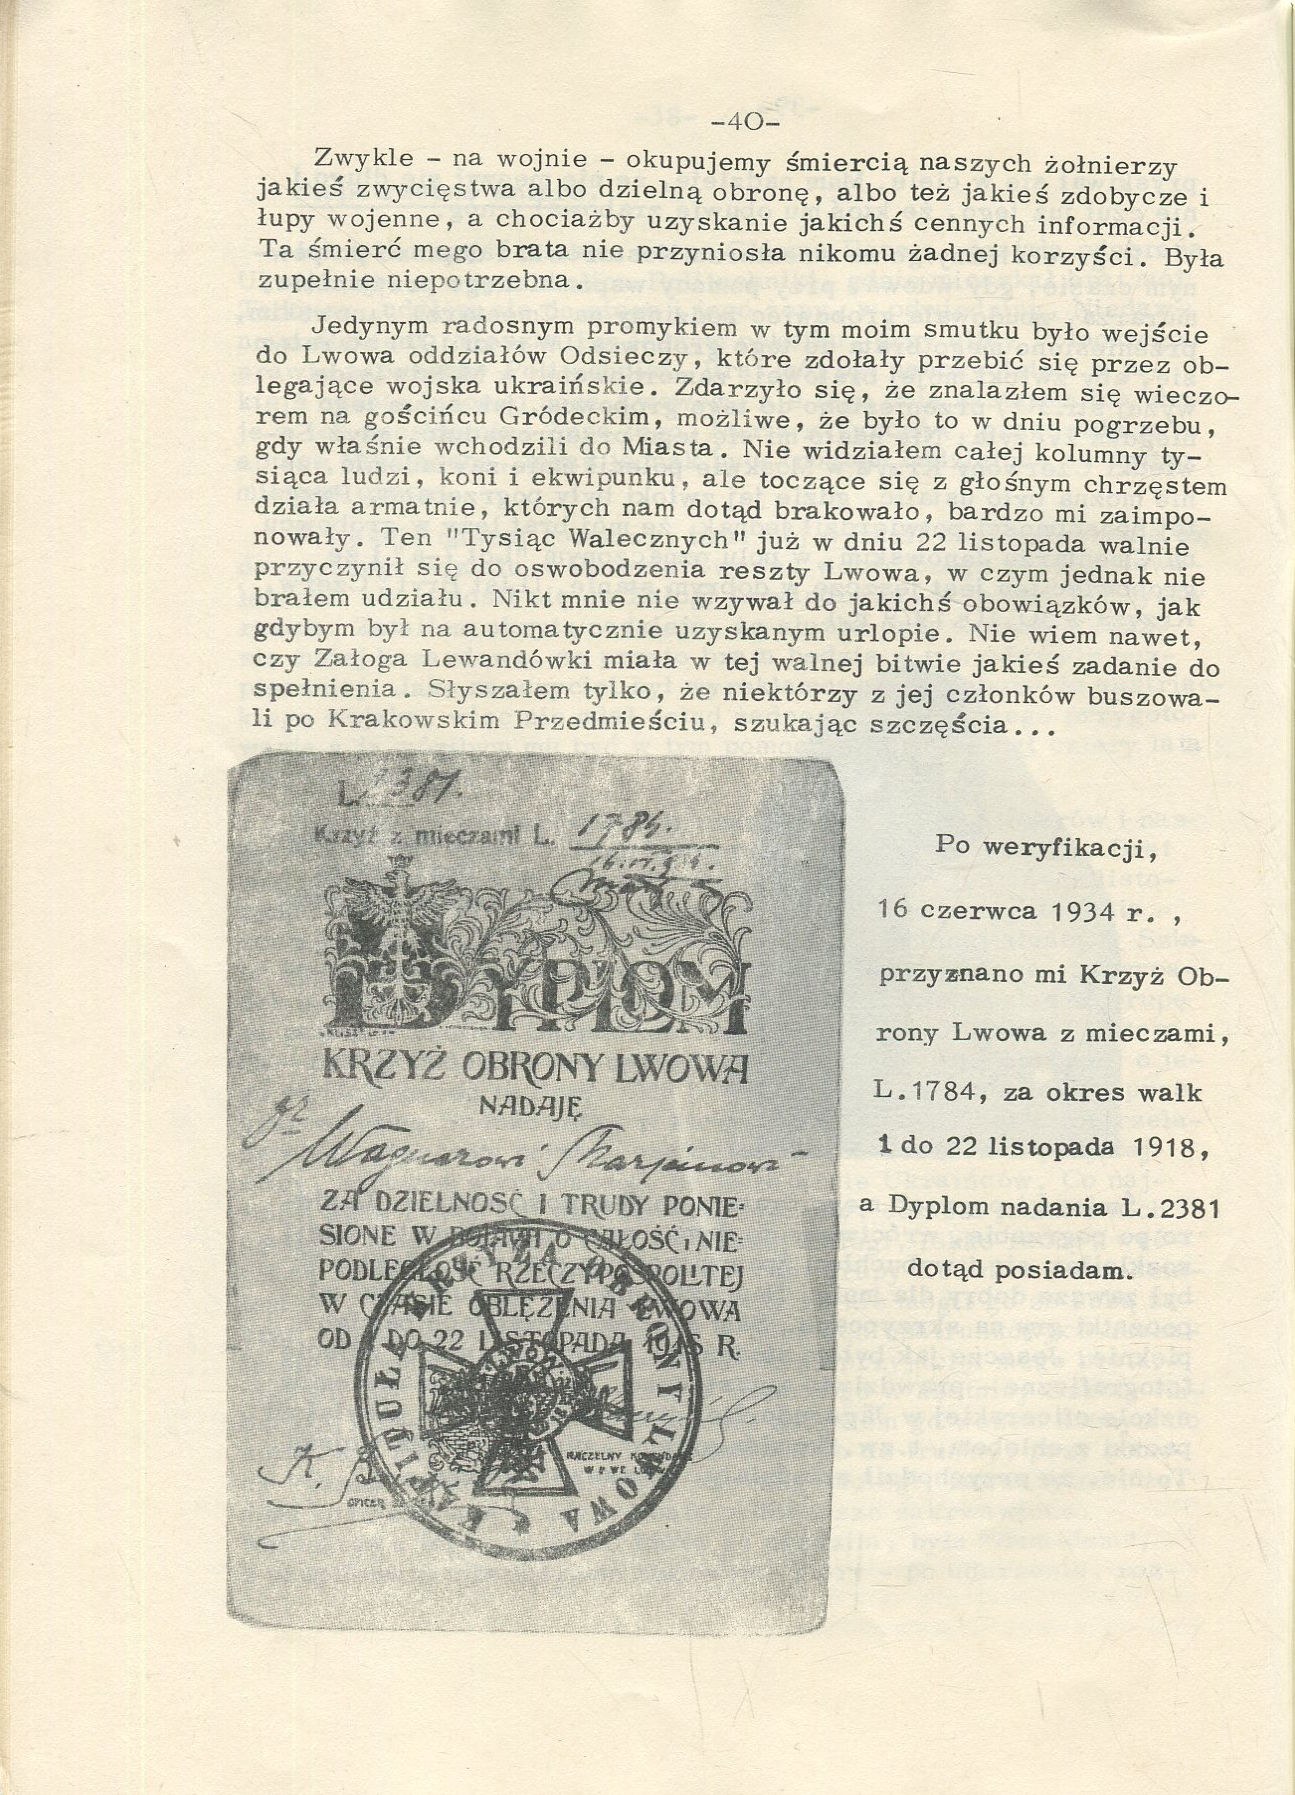 -40-
Zwykle - na wojnie - okupujemy śmiercią naszych żołnierzy
jakieś zwycięstwa albo dzielną obronę, albo też jakieś zdobycze i
łupy wojenne, a chociażby uzyskanie jakichś cennych informacji.
Ta śmierć mego brata nie przyniosła nikomu żadnej korzyści. Była
zupełnie niepotrzebna.
Jedynym radosnym promykiem w tym moim smutku było wejście
do Lwowa oddziałów Odsieczy, które zdołały przebić się przez ob-
legające wojska ukraińskie. Zdarzyło się, że znalazłem się wieczo-
rem na gościńcu Gródeckim, możliwe, że było to w dniu pogrzebu,
gdy właśnie wchodzili do Miasta. Nie widziałem całej kolumny ty-
siąca ludzi, koni i ekwipunku, ale toczące się z głośnym chrzęstem
działa armatnie, których nam dotąd brakowało, bardzo mi zaimpo-
nowały. Ten "Tysiąc Walecznych" już w dniu 22 listopada walnie
przyczynił się do oswobodzenia reszty Lwowa, w czym jednak nie
brałem udziału. Nikt mnie nie wzywał do jakichś obowiązków, jak
gdybym był na automatycznie uzyskanym urlopie. Nie wiem nawet,
czy Załoga Lewandówki miała w tej walnej bitwie jakieś zadanie do
spełnienia. Słyszałem tylko, że niektórzy z jej członków buszowa-
li po Krakowskim Przedmieściu, szukając szczęścia...
L. 2381.
Krzyż z mieczami L. 1784.
DYPLOM
KRZYŻ OBRONY LWOWA
NADAJĘ
ZA DZIELNOŚĆ I TRUDY PONIE-
SIONE W BOJACH O CAŁOŚĆ i NIE-
PODLEGŁOŚĆ RZECZYPOSPOLITEJ
W CZASIE OBLĘŻENIA LWOWA
OD 1 DO 22 LISTOPADA 1918 R.
KAPITUŁA KRZYŻA OBRONY LWOWA
Po weryfikacji,
16 czerwca 1934 r. ,
przyznano mi Krzyż Ob-
rony Lwowa z mieczami,
L.1784, za okres walk
1 do 22 listopada 1918,
a Dyplom nadania L.2381
dotąd posiadam.